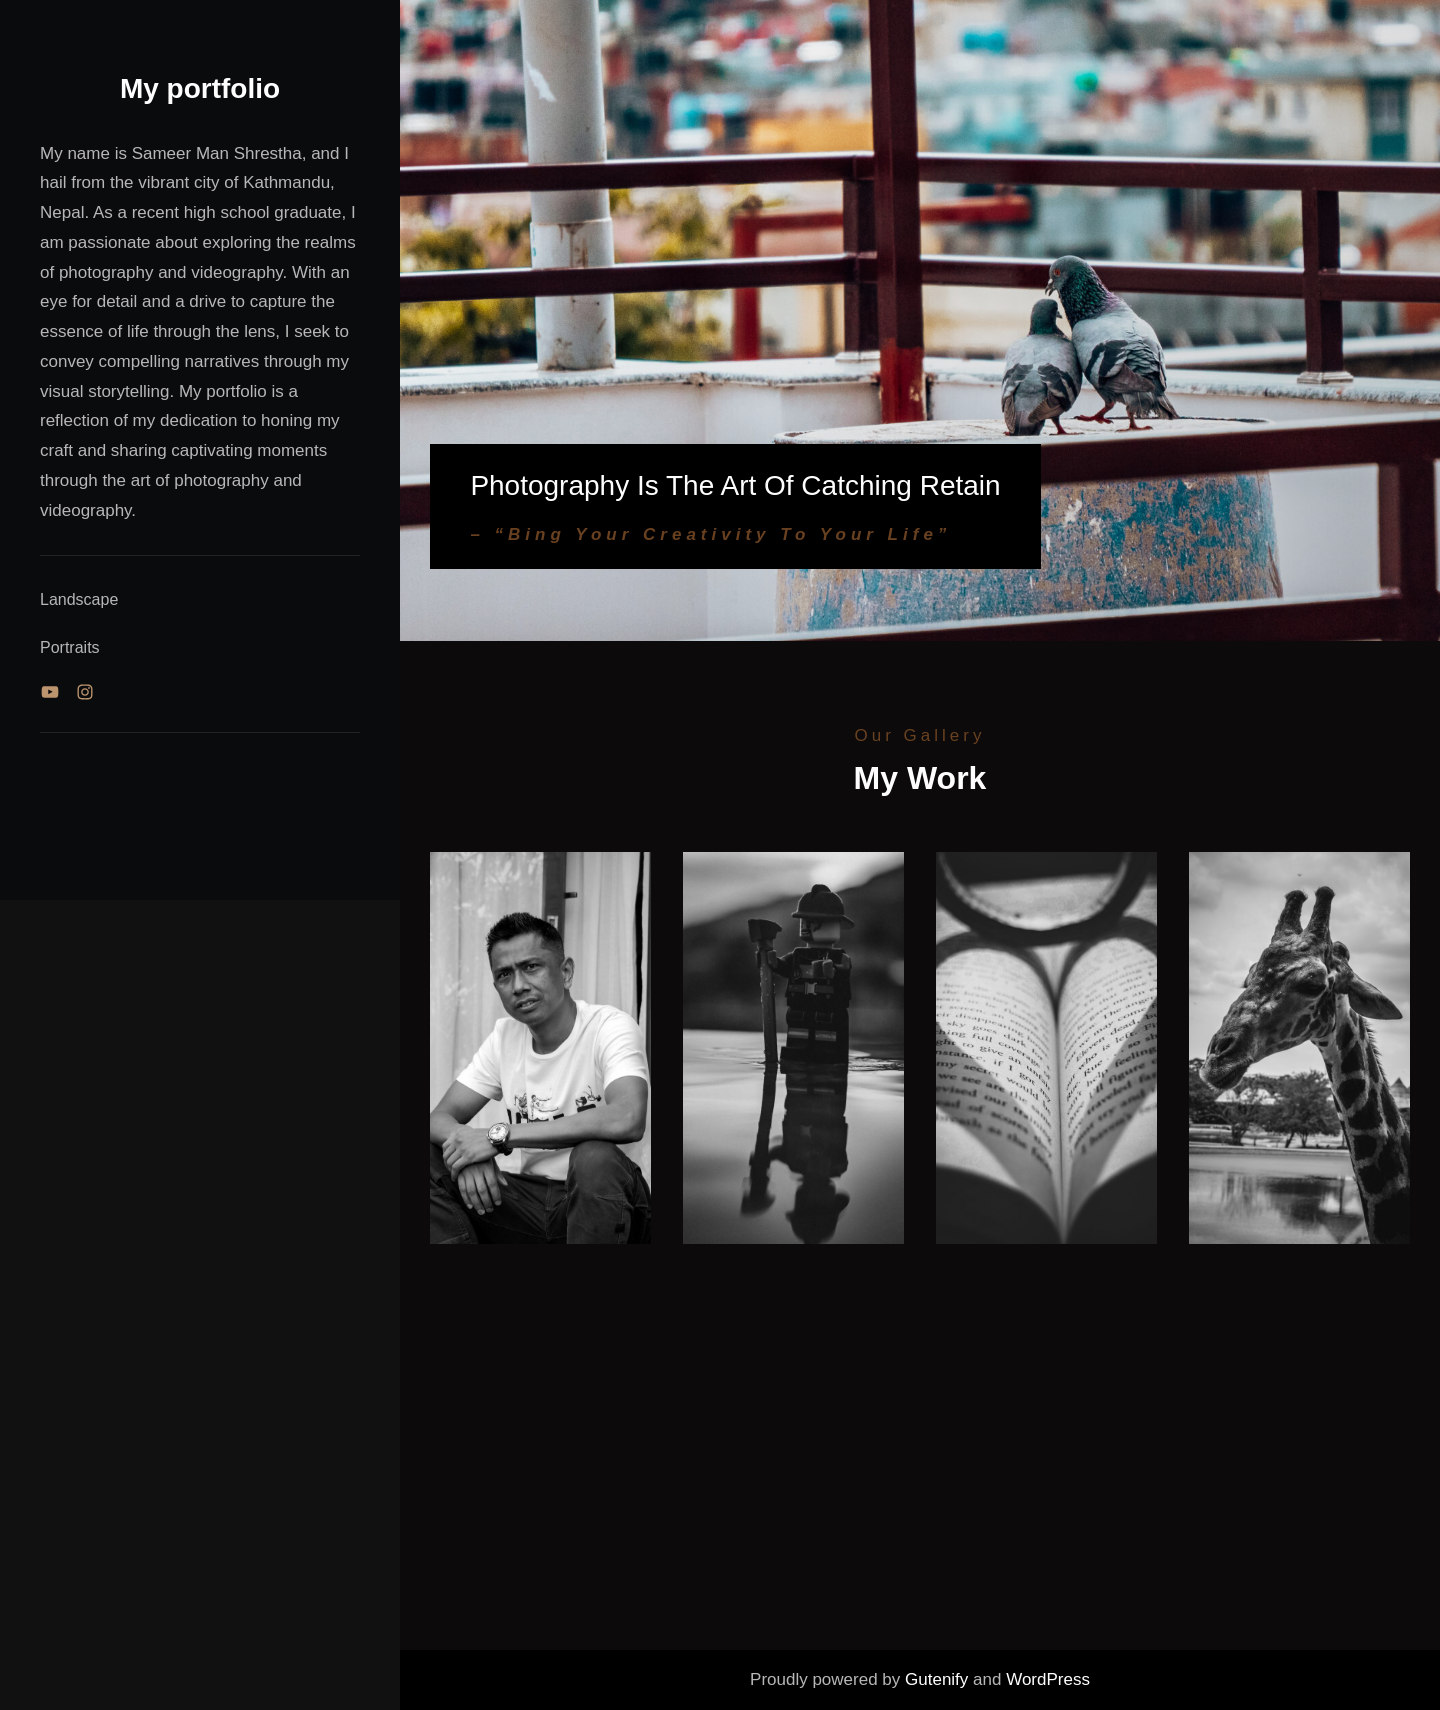 My portfolio
My name is Sameer Man Shrestha, and I
hail from the vibrant city of Kathmandu,
Nepal. As a recent high school graduate, I
am passionate about exploring the realms
of photography and videography. With an
eye for detail and a drive to capture the
essence of life through the lens, I seek to
convey compelling narratives through my
visual storytelling. My portfolio is a
reflection of my dedication to honing my
craft and sharing captivating moments
through the art of photography and
videography.
Landscape
Portraits
Photography Is The Art Of Catching Retain
– “Bing Your Creativity To Your Life”
Our Gallery
My Work
Proudly powered by Gutenify and WordPress